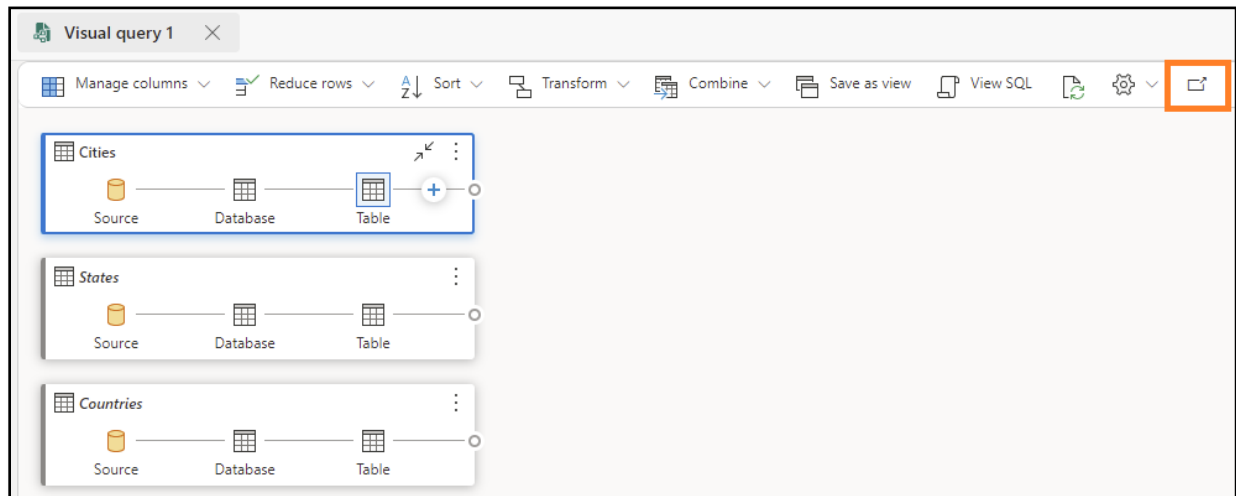 Visual query 1
Manage columns Reduce rows Sort Transform Combine Save as view View SQL
Cities
Source Database Table
States
Source Database Table
Countries
Source Database Table